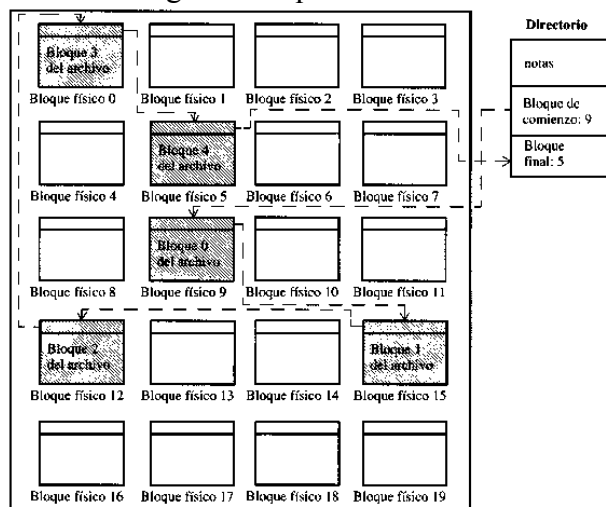 Bloque 3
del archivo
Bloque físico 0
Bloque físico 1
Bloque físico 2
Bloque físico 3
Bloque 4
del archivo
Bloque físico 4
Bloque físico 5
Bloque físico 6
Bloque físico 7
Bloque 0
del archivo
Bloque físico 8
Bloque físico 9
Bloque físico 10
Bloque físico 11
Bloque 2
del archivo
Bloque 1
del archivo
Bloque físico 12
Bloque físico 13
Bloque físico 14
Bloque físico 15
Bloque físico 16
Bloque físico 17
Bloque físico 18
Bloque físico 19
Directorio
notas
Bloque de
comienzo: 9
Bloque
final: 5